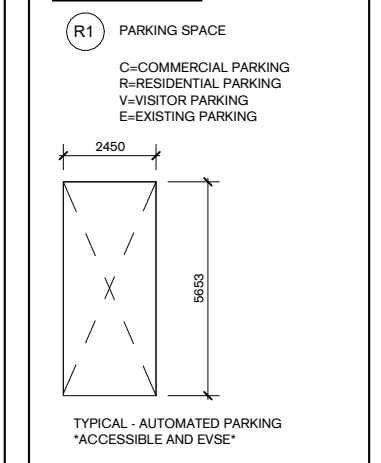 R1 PARKING SPACE
C=COMMERCIAL PARKING
R=RESIDENTIAL PARKING
V=VISITOR PARKING
E=EXISTING PARKING
2450
5653
TYPICAL - AUTOMATED PARKING
*ACCESSIBLE AND EVSE*